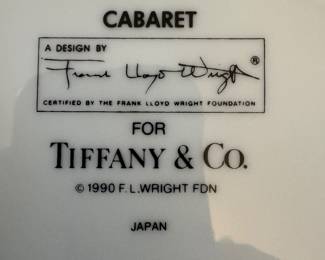 CABARET
A DESIGN BY
Frank Lloyd Wright ®
CERTIFIED BY THE FRANK LLOYD WRIGHT FOUNDATION
FOR
TIFFANY & CO.
© 1990 F.L.WRIGHT FDN
JAPAN